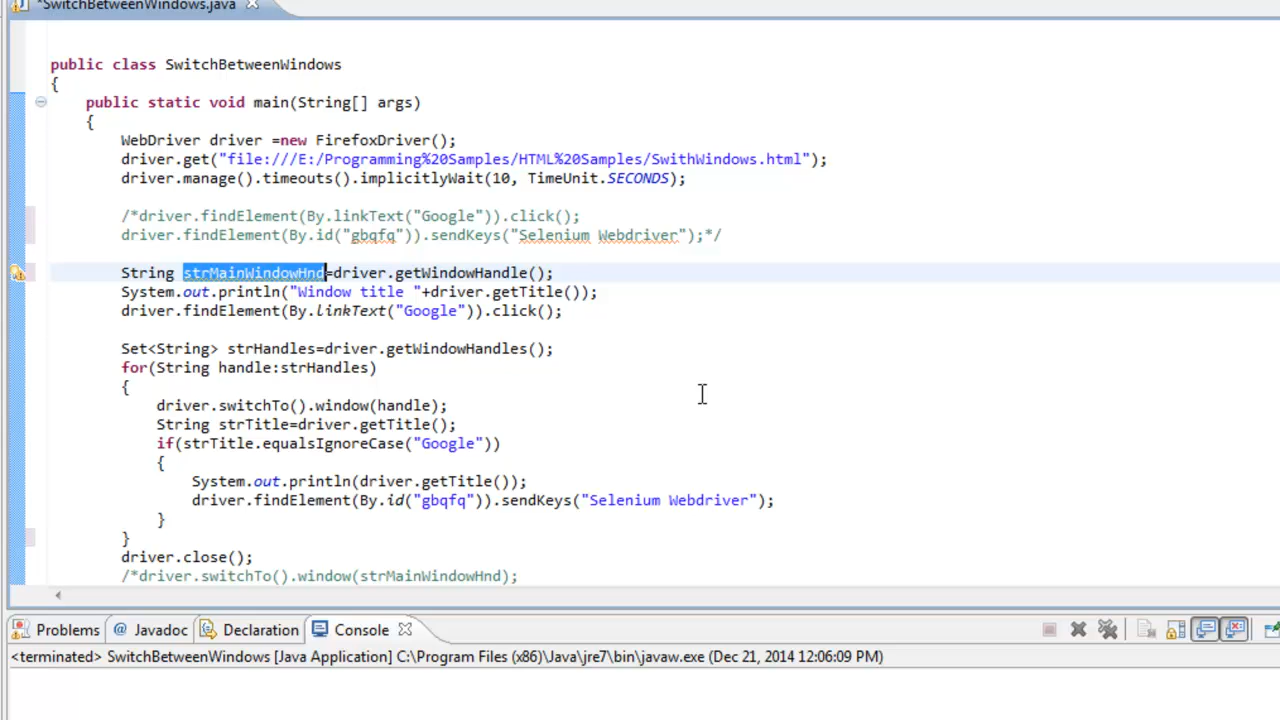 *SwitchBetweenWindows.java
public class SwitchBetweenWindows
{
public static void main(String[] args)
{
WebDriver driver =new FirefoxDriver();
driver.get("file:///E:/Programming%20Samples/HTML%20Samples/SwithWindows.html");
driver.manage().timeouts().implicitlyWait(10, TimeUnit.SECONDS);
/*driver.findElement(By.linkText("Google")).click();
driver.findElement(By.id("gbqfq")).sendKeys("Selenium Webdriver");*/
String strMainWindowHnd=driver.getWindowHandle();
System.out.println("Window title "+driver.getTitle());
driver.findElement(By.linkText("Google")).click();
Set<String> strHandles=driver.getWindowHandles();
for(String handle:strHandles)
{
driver.switchTo().window(handle);
String strTitle=driver.getTitle();
if(strTitle.equalsIgnoreCase("Google"))
{
System.out.println(driver.getTitle());
driver.findElement(By.id("gbqfq")).sendKeys("Selenium Webdriver");
}
}
driver.close();
/*driver.switchTo().window(strMainWindowHnd);
Problems @ Javadoc Declaration Console
<terminated> SwitchBetweenWindows [Java Application] C:\Program Files (x86)\Java\jre7\bin\javaw.exe (Dec 21, 2014 12:06:09 PM)